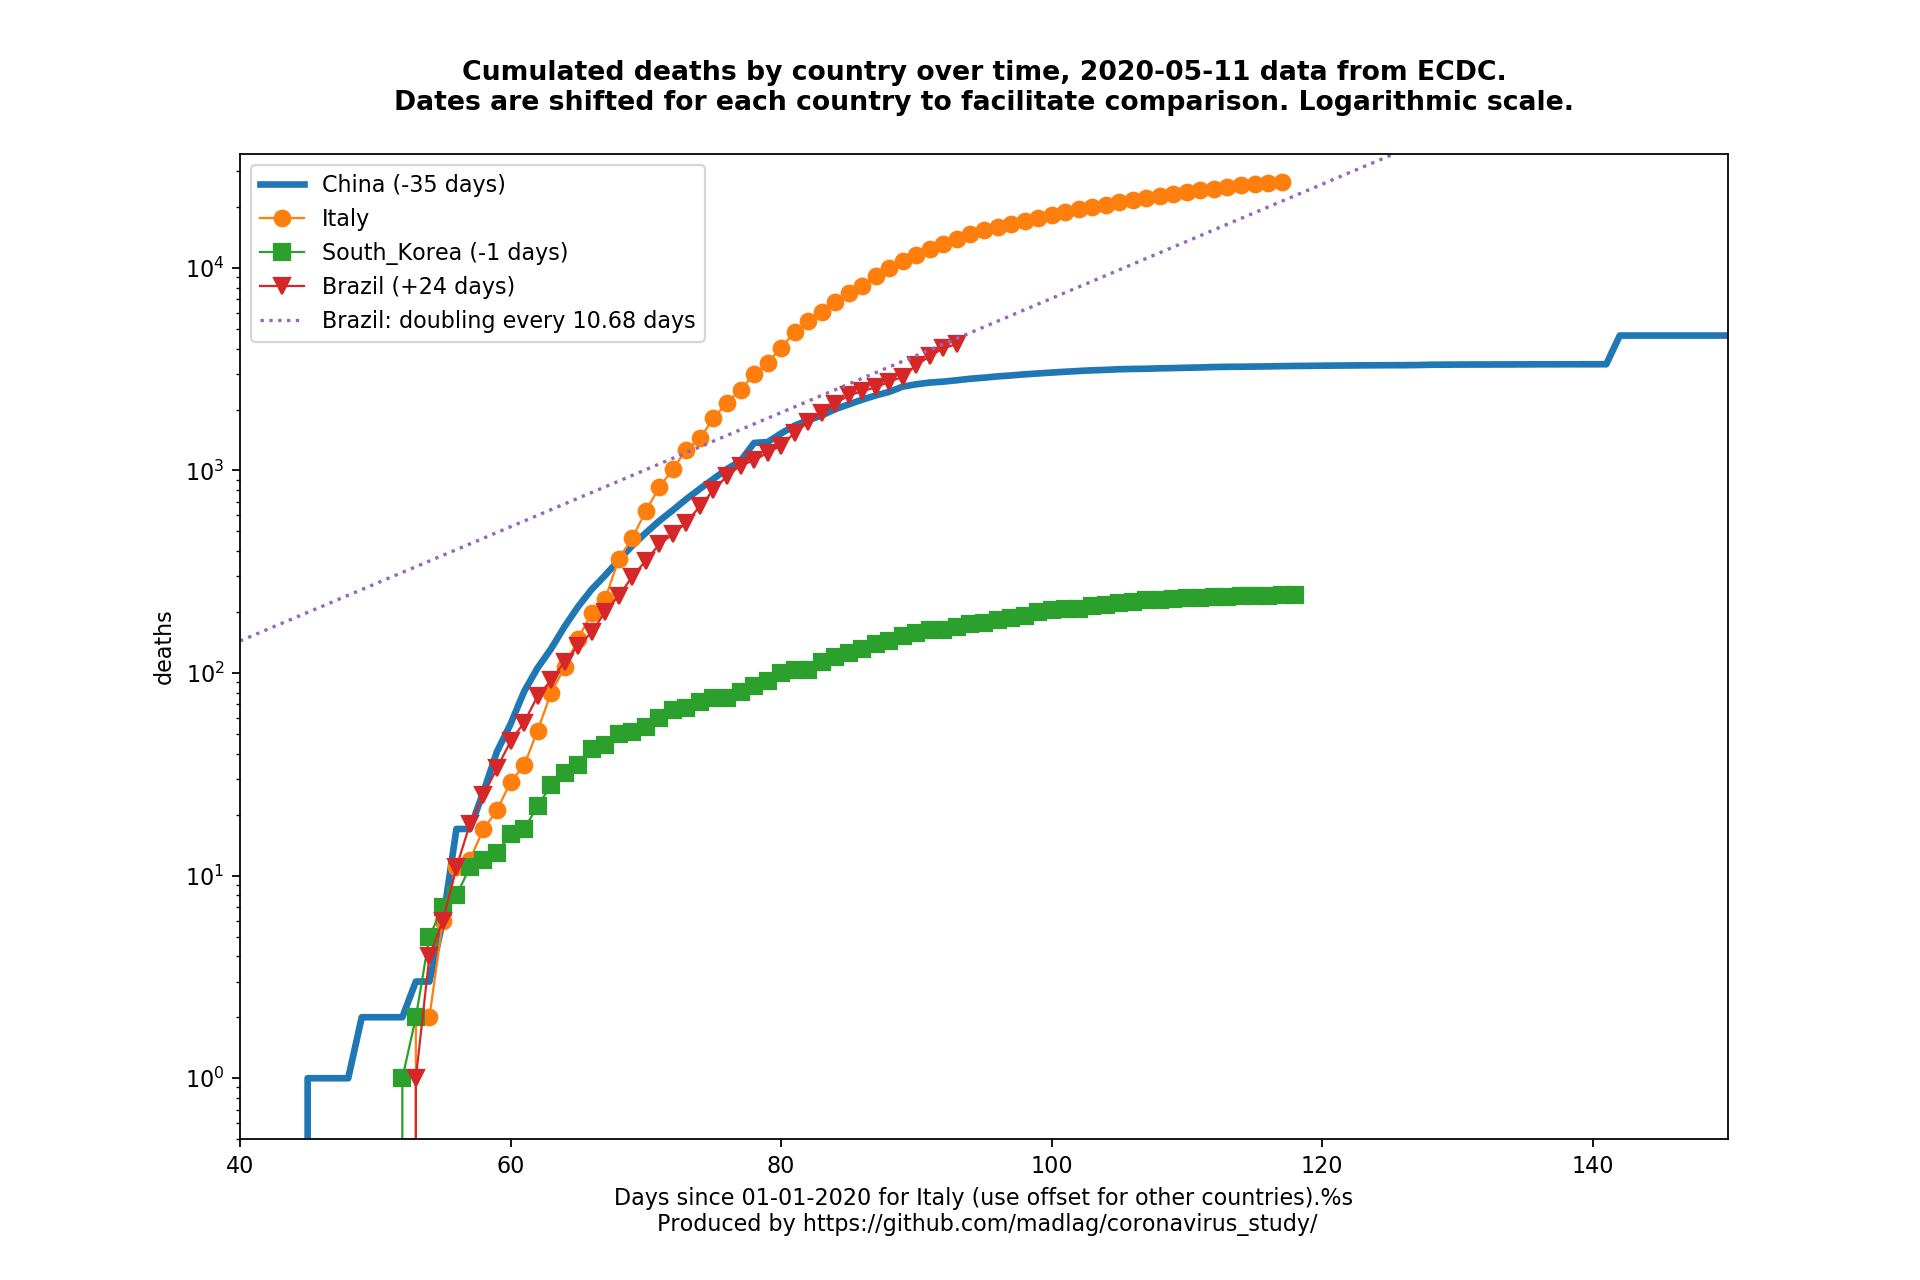 Cumulated deaths by country over time, 2020-05-11 data from ECDC.
Dates are shifted for each country to facilitate comparison. Logarithmic scale.
China (-35 days)
Italy
South_Korea (-1 days)
Brazil (+24 days)
Brazil: doubling every 10.68 days
deaths
10⁴
10³
10²
10¹
10⁰
40 60 80 100 120 140
Days since 01-01-2020 for Italy (use offset for other countries).%s
Produced by https://github.com/madlag/coronavirus_study/